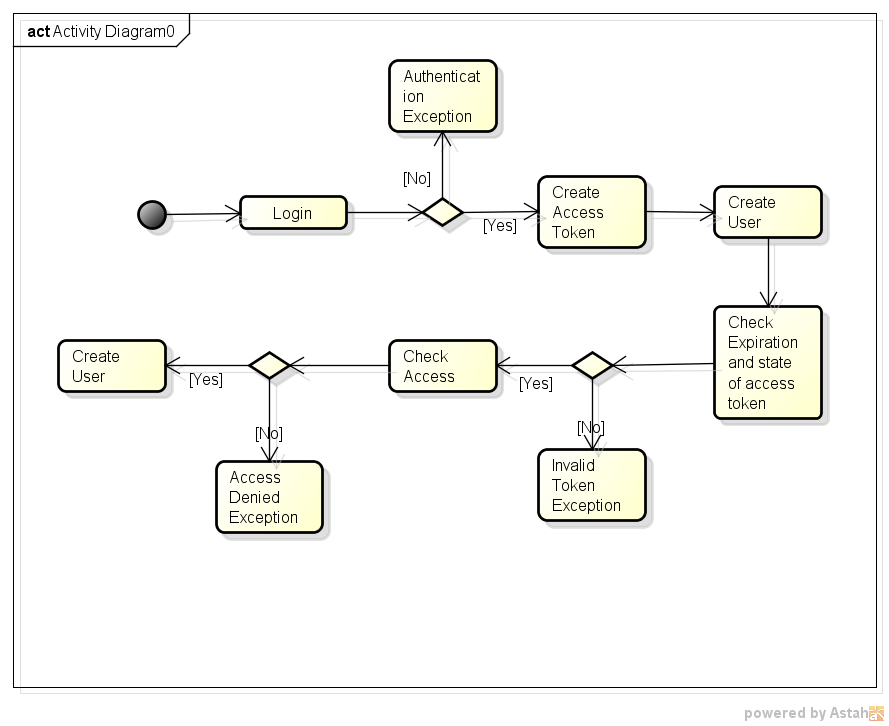 act Activity Diagram0
Authenticat
ion
Exception
[No]
Login
[Yes]
Create
Access
Token
Create
User
Check
Expiration
and state
of access
token
[Yes]
[No]
Invalid
Token
Exception
Check
Access
[Yes]
[No]
Access
Denied
Exception
Create
User
powered by Astah